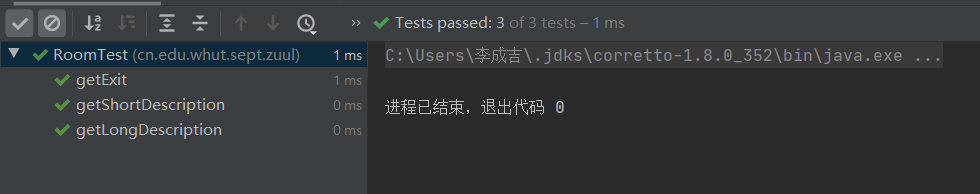 Tests passed: 3 of 3 tests – 1 ms
RoomTest (cn.edu.whut.sept.zuul) 1 ms
getExit 1 ms
getShortDescription 0 ms
getLongDescription 0 ms
C:\Users\李成吉\.jdks\corretto-1.8.0_352\bin\java.exe ...
进程已结束，退出代码 0